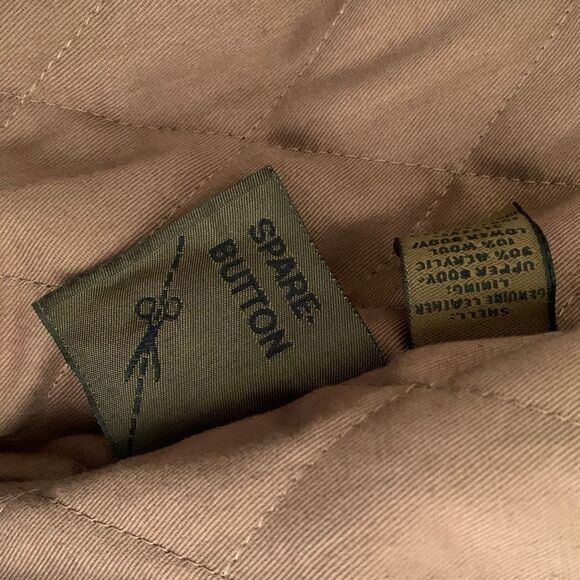 SPARE
BUTTON
SHELL:
GENUINE LEATHER
LINING:
UPPER BODY:
90% ACRYLIC
10% WOOL
LOWER BODY/